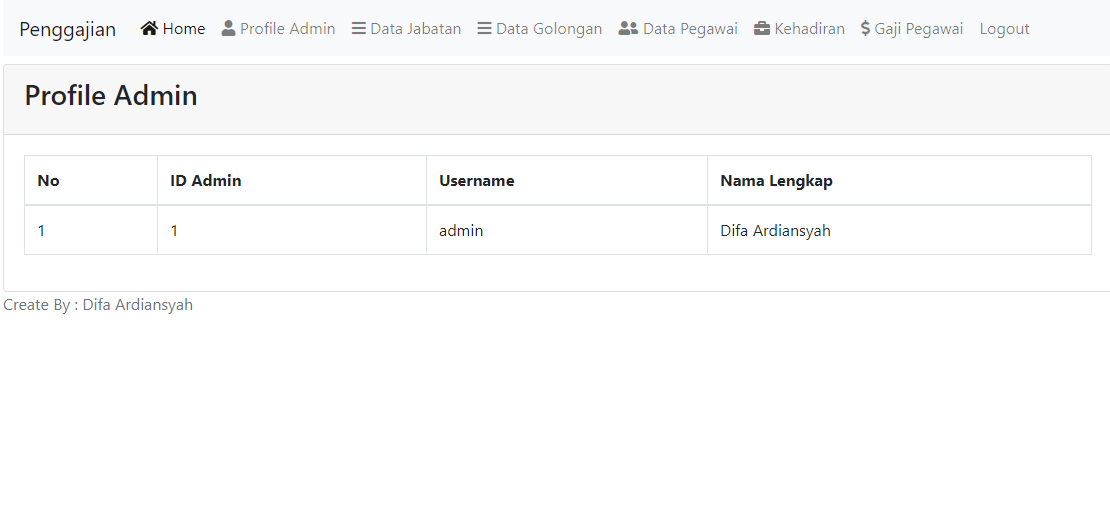 Penggajian Home Profile Admin Data Jabatan Data Golongan Data Pegawai Kehadiran $ Gaji Pegawai Logout
Profile Admin
No ID Admin Username Nama Lengkap
1 1 admin Difa Ardiansyah
Create By : Difa Ardiansyah